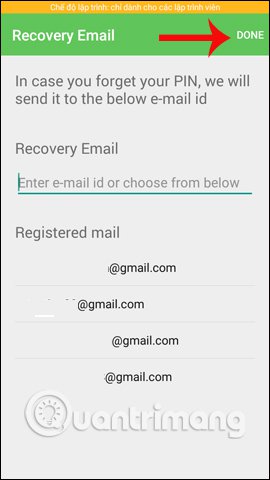 Chế độ lập trình: chỉ dành cho các lập trình viên
Recovery Email DONE
In case you forget your PIN, we will
send it to the below e-mail id
Recovery Email
Enter e-mail id or choose from below
Registered mail
@gmail.com
@gmail.com
@gmail.com
@gmail.com
Quantrimang